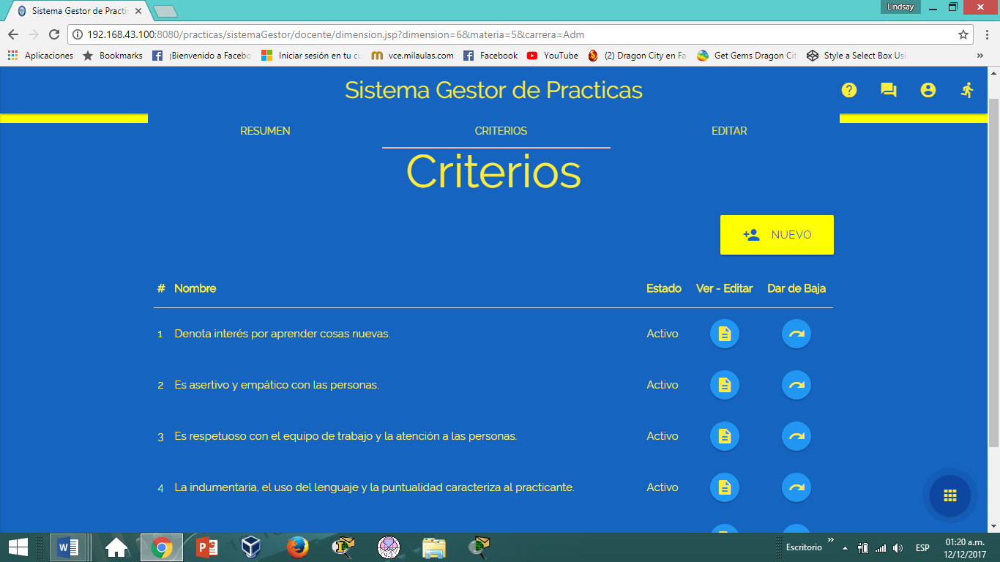 Lindsay
Sistema Gestor de Practic
192.168.43.100:8080/practicas/sistemaGestor/docente/dimension.jsp?dimension=6&materia=5&carrera=Adm
Aplicaciones Bookmarks ¡Bienvenido a Facebo Iniciar sesión en tu cu vce.milaulas.com Facebook YouTube (2) Dragon City en Fa Get Gems Dragon Cit Style a Select Box Usi »
Sistema Gestor de Practicas
RESUMEN CRITERIOS EDITAR
Criterios
NUEVO
# Nombre Estado Ver - Editar Dar de Baja
1 Denota interés por aprender cosas nuevas. Activo
2 Es asertivo y empático con las personas. Activo
3 Es respetuoso con el equipo de trabajo y la atención a las personas. Activo
4 La indumentaria, el uso del lenguaje y la puntualidad caracteriza al practicante. Activo
Escritorio » ESP 01:20 a.m.
12/12/2017